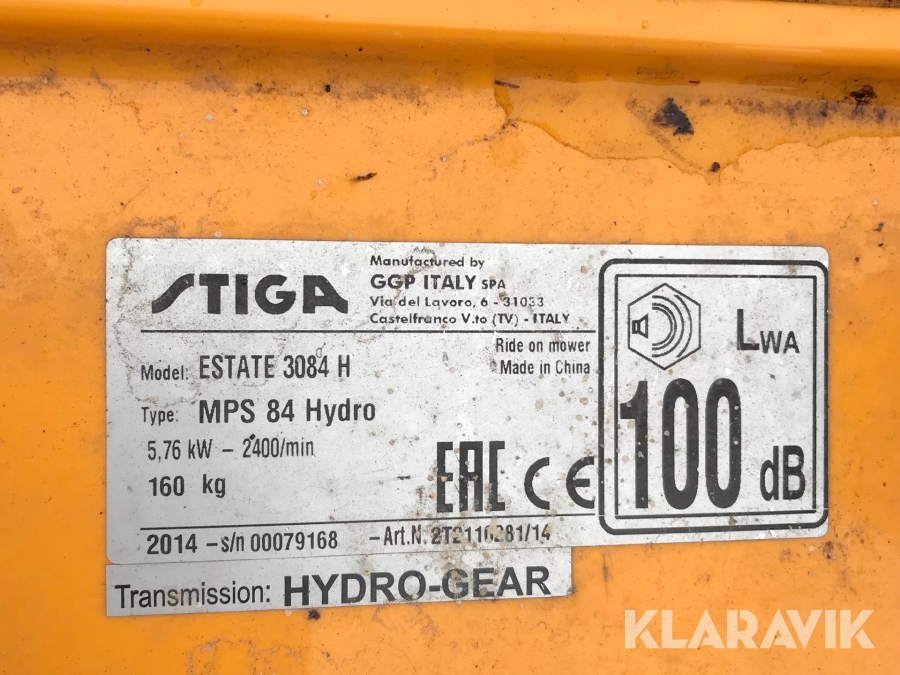 STIGA
Manufactured by
GGP ITALY SPA
Via del Lavoro, 6 - 31033
Castelfranco V.to (TV) - ITALY
Ride on mower
Made in China
Model: ESTATE 3084 H
Type: MPS 84 Hydro
5,76 kW - 2400/min
160 kg
EAC CE
2014 -s/n 00079168 -Art.N.
LWA
100 dB
Transmission: HYDRO-GEAR
KLARAVIK